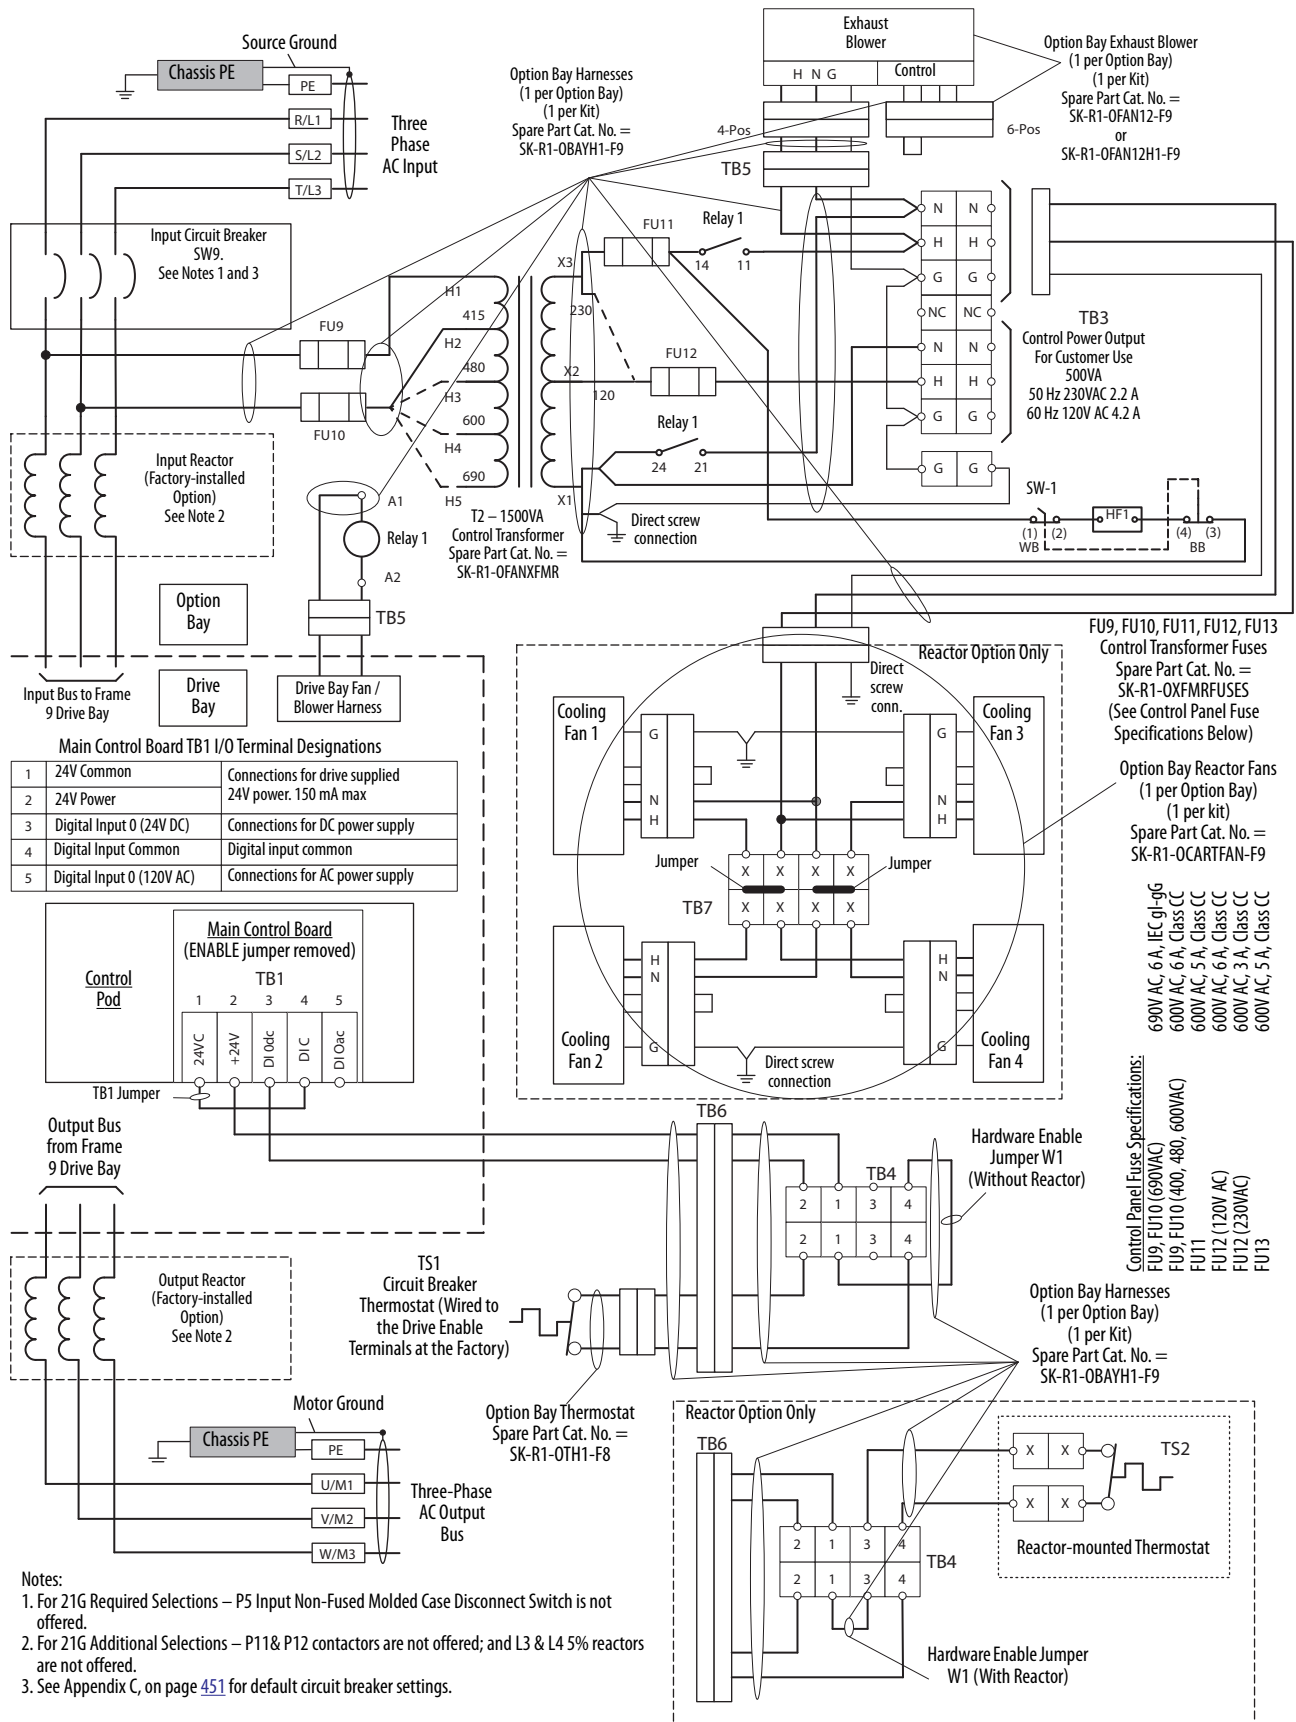 Source Ground
Chassis PE
PE
R/L1
S/L2
T/L3
Three
Phase
AC Input
Input Circuit Breaker
SW9.
See Notes 1 and 3
FU9
FU10
Input Reactor
(Factory-installed
Option)
See Note 2
Option Bay Harnesses
(1 per Option Bay)
(1 per Kit)
Spare Part Cat. No. =
SK-R1-OBAYH1-F9
Exhaust
Blower
H N G
Control
4-Pos
6-Pos
TB5
Option Bay Exhaust Blower
(1 per Option Bay)
(1 per Kit)
Spare Part Cat. No. =
SK-R1-OFAN12-F9
or
SK-R1-OFAN12H1-F9
H1
415
H2
480
H3
600
H4
690
H5
X3
230
X2
120
X1
FU11
Relay 1
14
11
FU12
Relay 1
24
21
N N
H H
G G
NC NC
N N
H H
G G
G G
TB3
Control Power Output
For Customer Use
500VA
50 Hz 230VAC 2.2 A
60 Hz 120V AC 4.2 A
SW-1
HF1
(1)
(2)
(4)
(3)
WB
BB
Direct screw
connection
T2 – 1500VA
Control Transformer
Spare Part Cat. No. =
SK-R1-OFANXFMR
A1
Relay 1
A2
TB5
Option
Bay
Drive
Bay
Drive Bay Fan /
Blower Harness
Input Bus to Frame
9 Drive Bay
Reactor Option Only
Direct
screw
conn.
Cooling
Fan 1
G
N
H
Cooling
Fan 3
G
N
H
Jumper
Jumper
X X X X
TB7
X X X X
H
N
G
Cooling
Fan 2
H
N
G
Cooling
Fan 4
Direct screw
connection
FU9, FU10, FU11, FU12, FU13
Control Transformer Fuses
Spare Part Cat. No. =
SK-R1-OXFMRFUSES
(See Control Panel Fuse
Specifications Below)
Option Bay Reactor Fans
(1 per Option Bay)
(1 per kit)
Spare Part Cat. No. =
SK-R1-OCARTFAN-F9
Control Panel Fuse Specifications:
FU9, FU10 (690VAC) 690V AC, 6 A, IEC gl-gG
FU9, FU10 (400, 480, 600VAC) 600V AC, 6 A, Class CC
FU11 600V AC, 5 A, Class CC
FU12 (120V AC) 600V AC, 6 A, Class CC
FU12 (230VAC) 600V AC, 3 A, Class CC
FU13 600V AC, 5 A, Class CC
Main Control Board TB1 I/O Terminal Designations
1 24V Common Connections for drive supplied
24V power. 150 mA max
2 24V Power
3 Digital Input 0 (24V DC) Connections for DC power supply
4 Digital Input Common Digital input common
5 Digital Input 0 (120V AC) Connections for AC power supply
Main Control Board
(ENABLE jumper removed)
Control
Pod
TB1
1 2 3 4 5
24VC
+24V
DI 0dc
DI C
DI Oac
TB1 Jumper
Output Bus
from Frame
9 Drive Bay
TB6
TB4
2 1 3 4
2 1 3 4
Hardware Enable
Jumper W1
(Without Reactor)
TS1
Circuit Breaker
Thermostat (Wired to
the Drive Enable
Terminals at the Factory)
Output Reactor
(Factory-installed
Option)
See Note 2
Option Bay Harnesses
(1 per Option Bay)
(1 per Kit)
Spare Part Cat. No. =
SK-R1-OBAYH1-F9
Option Bay Thermostat
Spare Part Cat. No. =
SK-R1-OTH1-F8
Motor Ground
Chassis PE
PE
U/M1
V/M2
W/M3
Three-Phase
AC Output
Bus
Reactor Option Only
TB6
X X
X X
TS2
Reactor-mounted Thermostat
2 1 3 4
2 1 3 4
TB4
Hardware Enable Jumper
W1 (With Reactor)
Notes:
1. For 21G Required Selections – P5 Input Non-Fused Molded Case Disconnect Switch is not
offered.
2. For 21G Additional Selections – P11& P12 contactors are not offered; and L3 & L4 5% reactors
are not offered.
3. See Appendix C, on page 451 for default circuit breaker settings.